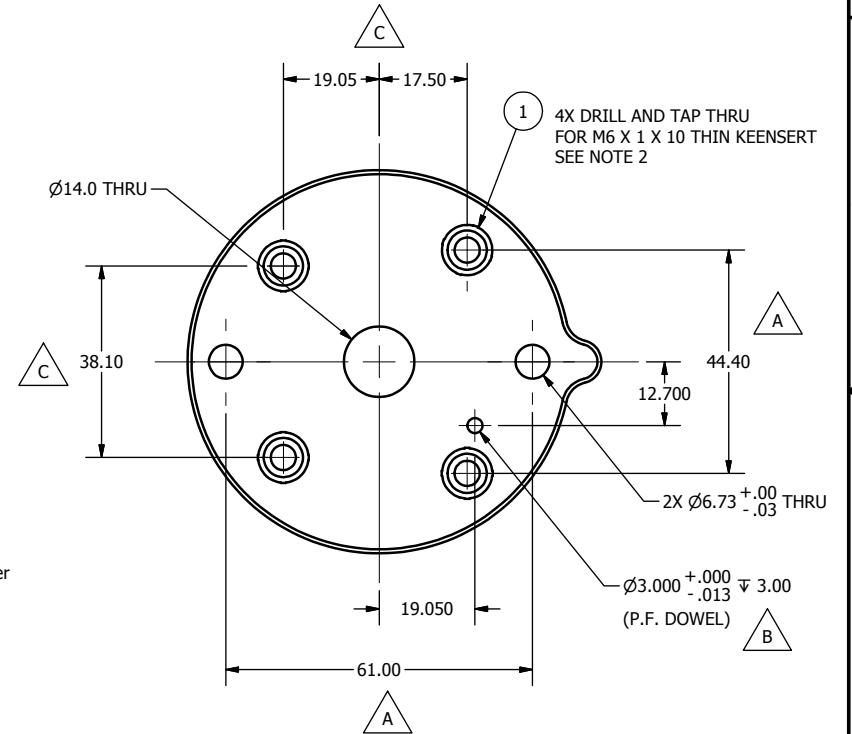 C
19.05
17.50
1
4X DRILL AND TAP THRU
FOR M6 X 1 X 10 THIN KEENSERT
SEE NOTE 2
Ø14.0 THRU
A
C
38.10
44.40
12.700
2X Ø6.73 +.00 -.03 THRU
er
Ø3.000 +.000 -.013 ↧ 3.00
(P.F. DOWEL)
B
19.050
61.00
A